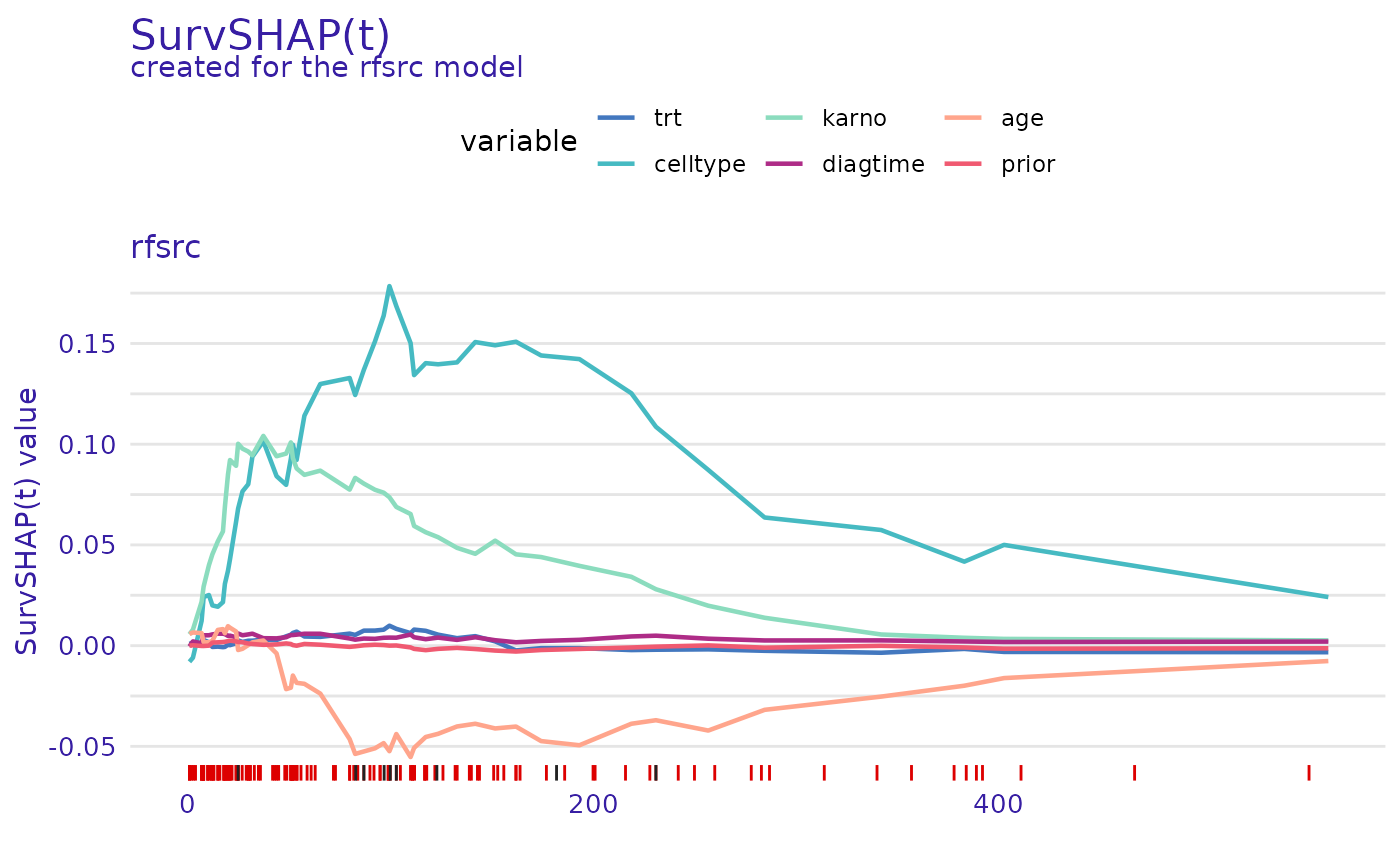 SurvSHAP(t)
created for the rfsrc model
variable
trt
karno
age
celltype
diagtime
prior
rfsrc
SurvSHAP(t) value
0.15
0.10
0.05
0.00
-0.05
0
200
400